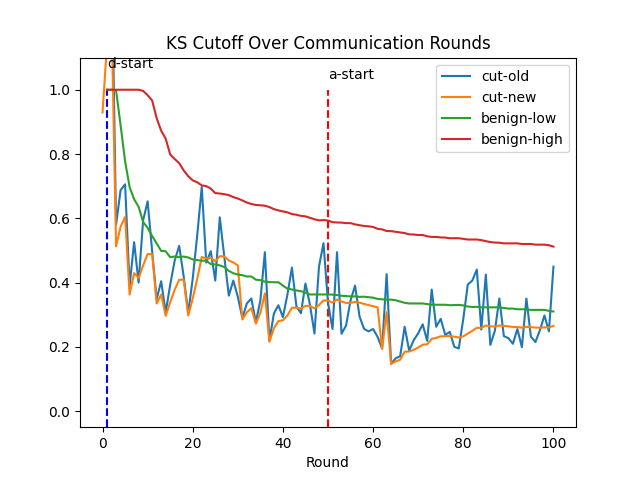 KS Cutoff Over Communication Rounds
d-start
a-start
cut-old
cut-new
benign-low
benign-high
1.0
0.8
0.6
0.4
0.2
0.0
0
20
40
60
80
100
Round